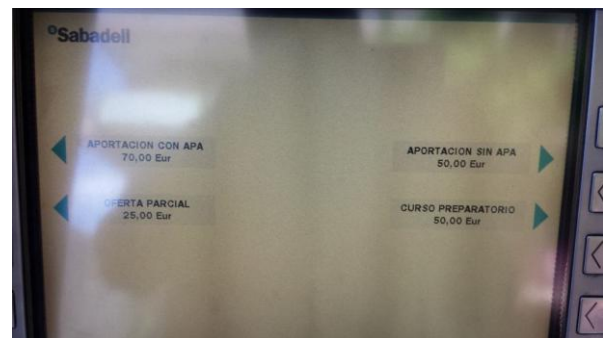 Sabadell
APORTACION CON APA
70,00 Eur
APORTACION SIN APA
50,00 Eur
OFERTA PARCIAL
25,00 Eur
CURSO PREPARATORIO
50,00 Eur